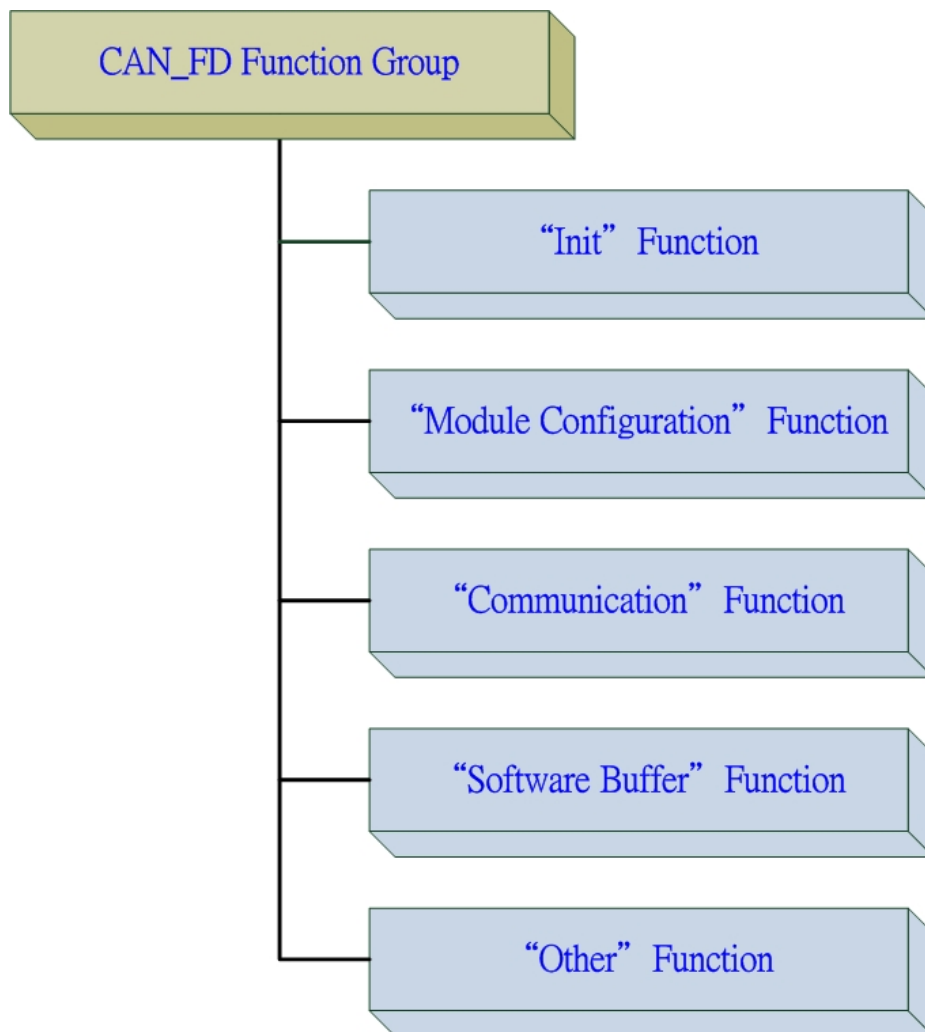 CAN_FD Function Group
“Init” Function
“Module Configuration” Function
“Communication” Function
“Software Buffer” Function
“Other” Function